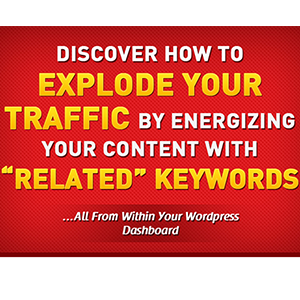 DISCOVER HOW TO
EXPLODE YOUR
TRAFFIC BY ENERGIZING
YOUR CONTENT WITH
“RELATED” KEYWORDS
...All From Within Your Wordpress
Dashboard